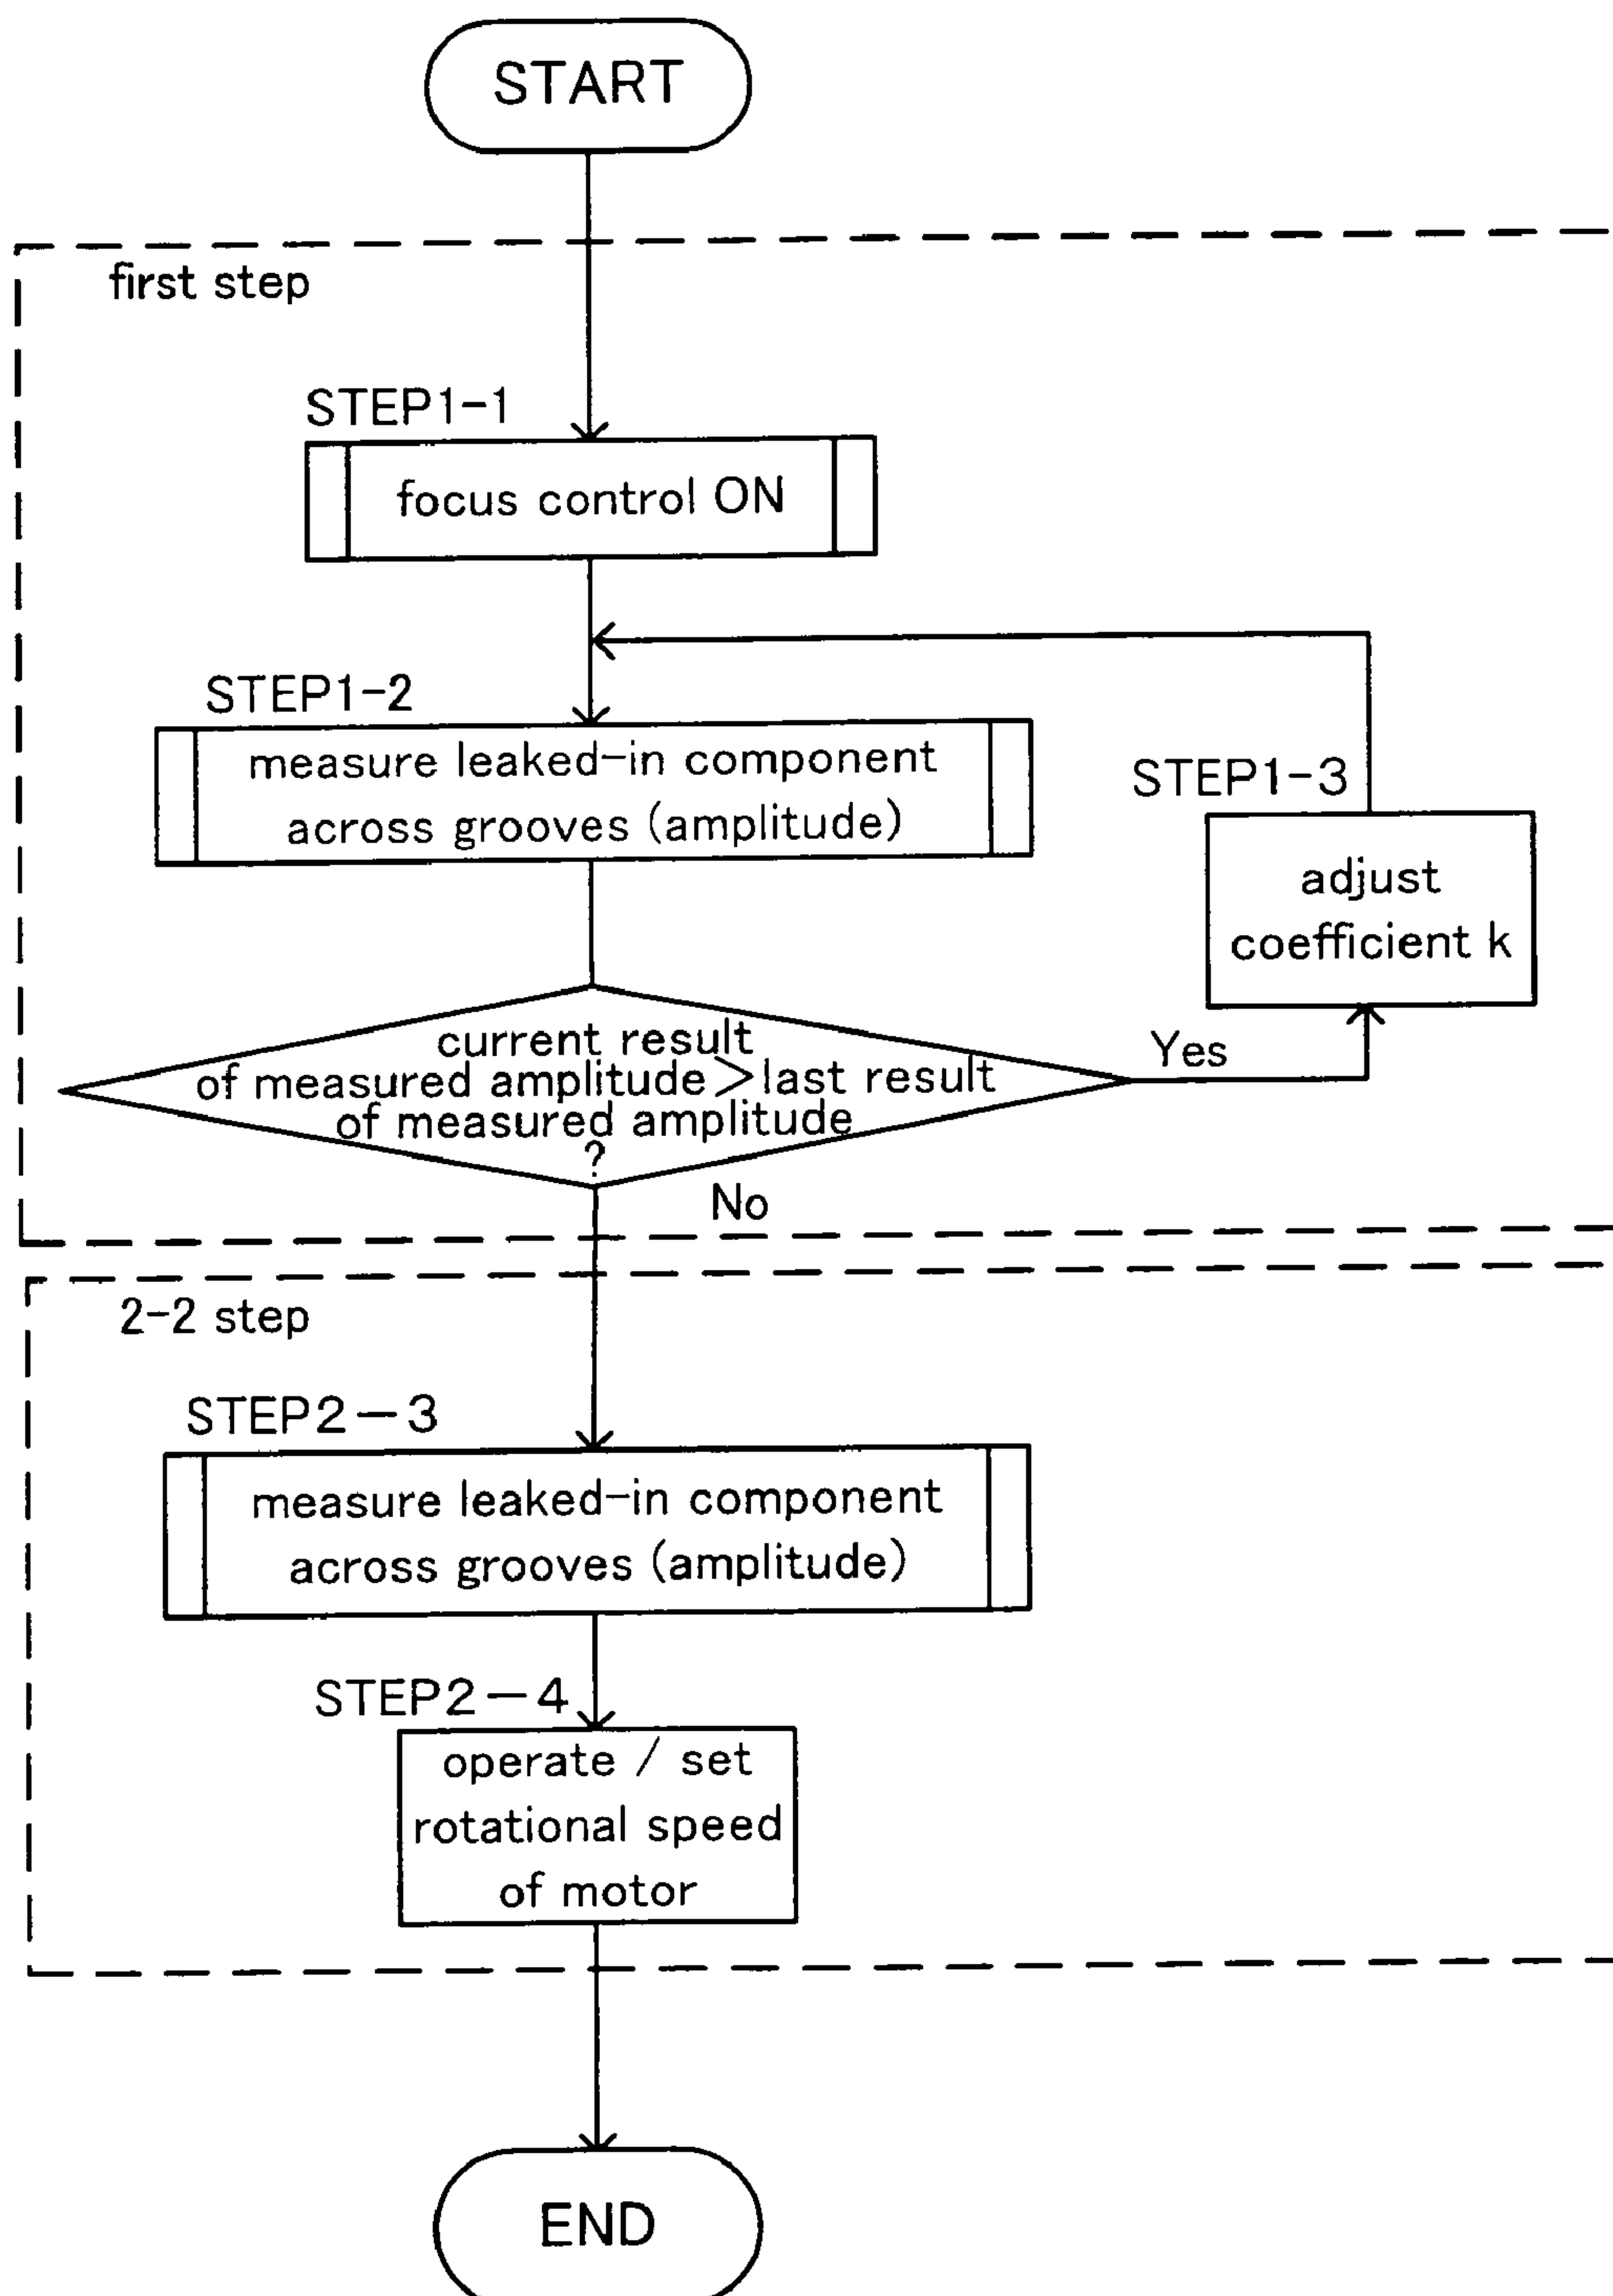 START
first step
STEP1-1
focus control ON
STEP1-2
measure leaked-in component
across grooves (amplitude)
STEP1-3
adjust
coefficient k
current result
of measured amplitude＞last result
of measured amplitude
?
Yes
No
2-2 step
STEP2－3
measure leaked-in component
across grooves (amplitude)
STEP2－4
operate / set
rotational speed
of motor
END